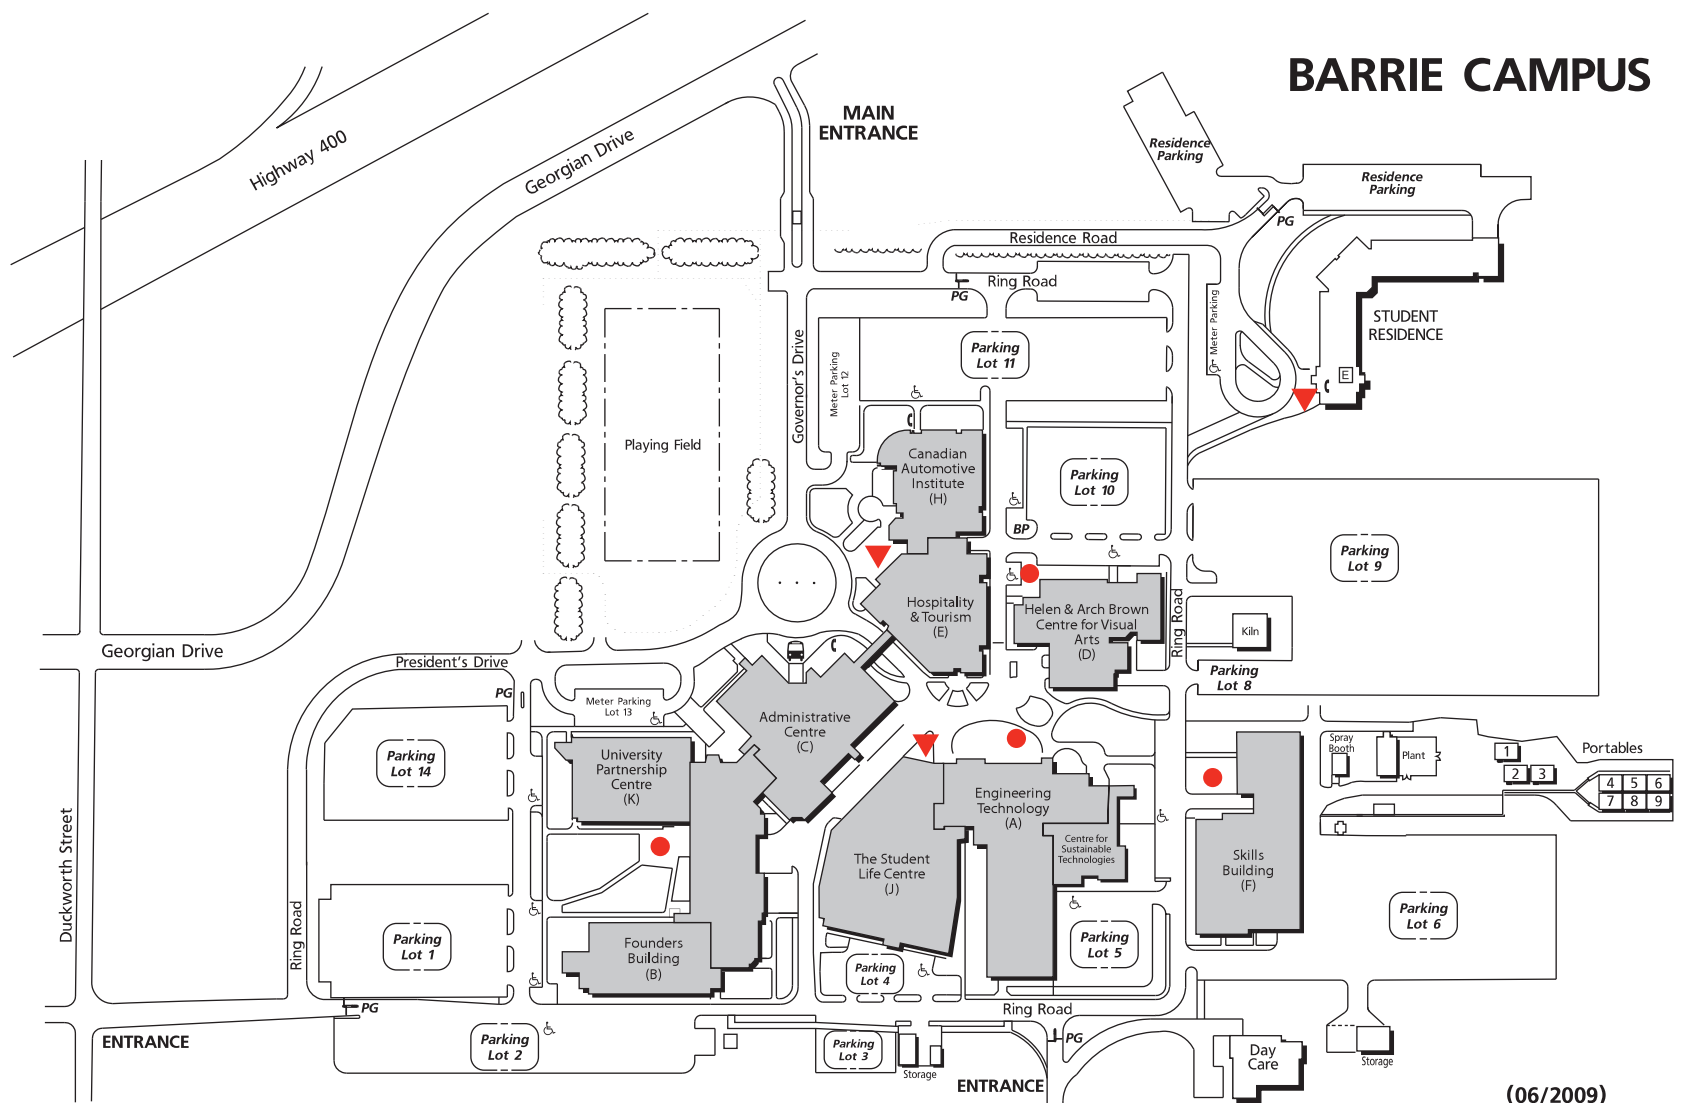 BARRIE CAMPUS
MAIN
ENTRANCE
Highway 400
Georgian Drive
Residence
Parking
Residence
Parking
PG
Residence Road
Ring Road
PG
Meter Parking
STUDENT
RESIDENCE
E
Governor's Drive
Meter Parking
Lot 12
Parking
Lot 11
Playing Field
Canadian
Automotive
Institute
(H)
Parking
Lot 10
BP
Parking
Lot 9
Hospitality
& Tourism
(E)
Helen & Arch Brown
Centre for Visual
Arts
(D)
Ring Road
Kiln
Parking
Lot 8
Georgian Drive
President's Drive
PG
Meter Parking
Lot 13
Administrative
Centre
(C)
University
Partnership
Centre
(K)
Parking
Lot 14
Spray
Booth
Plant
Portables
1
2
3
4
5
6
7
8
9
Engineering
Technology
(A)
Centre for
Sustainable
Technologies
The Student
Life Centre
(J)
Skills
Building
(F)
Duckworth Street
Ring Road
Parking
Lot 1
Founders
Building
(B)
Parking
Lot 4
Parking
Lot 5
Parking
Lot 6
PG
ENTRANCE
Parking
Lot 2
Parking
Lot 3
Storage
Ring Road
PG
ENTRANCE
Day
Care
Storage
(06/2009)